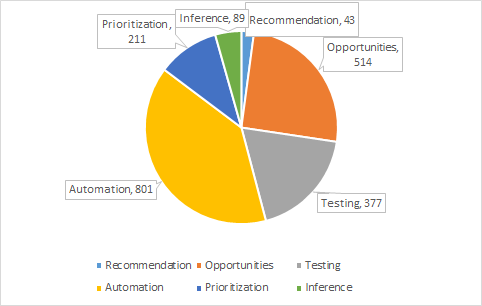 Inference, 89
Recommendation, 43
Prioritization,
211
Opportunities,
514
Automation, 801
Testing, 377
Recommendation Opportunities Testing
Automation Prioritization Inference